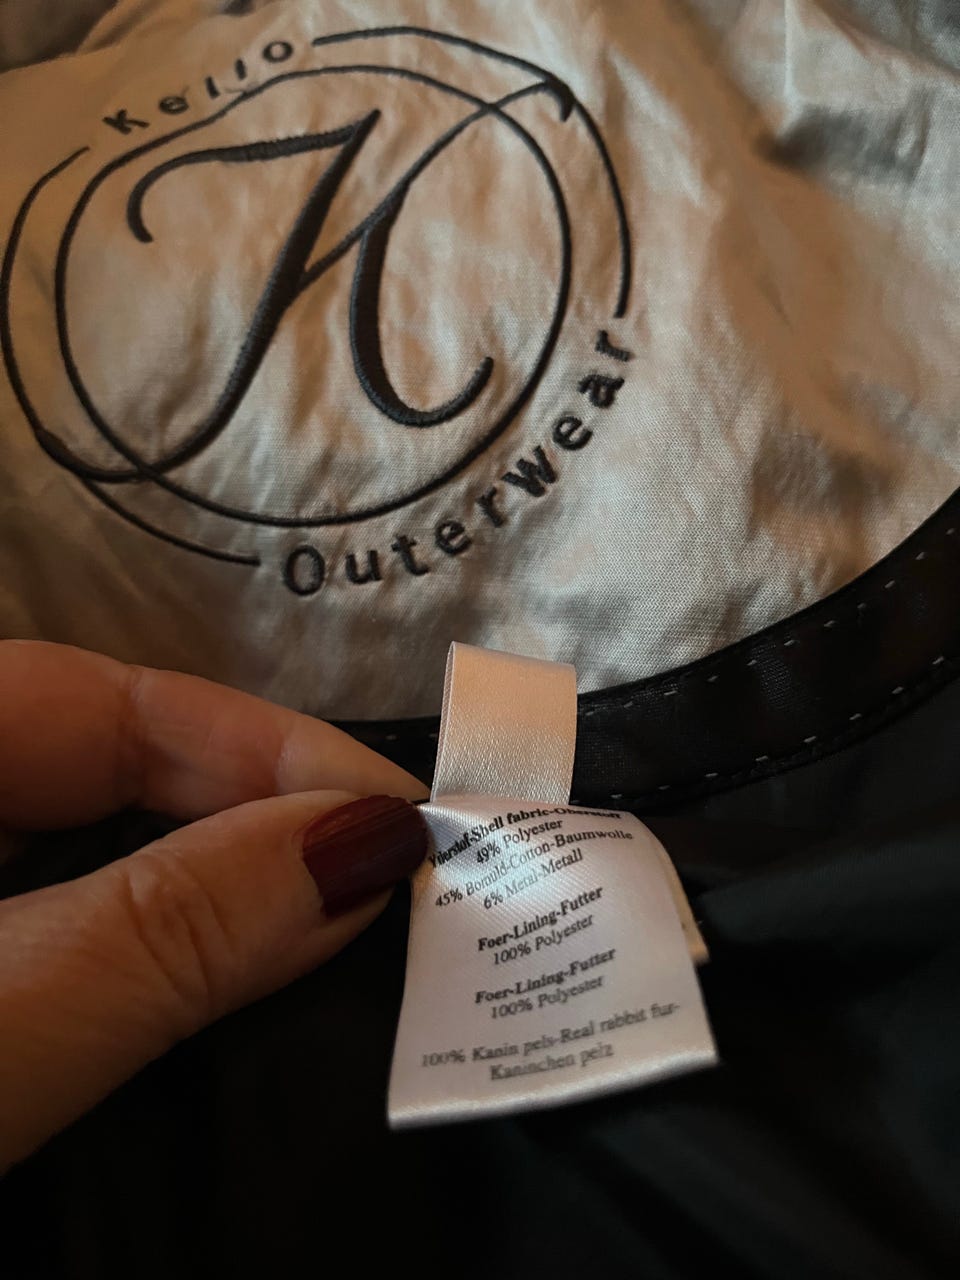 Kello
K
Outerwear
Yderstof-Shell fabric-Oberstoff
49% Polyester
45% Bomuld-Cotton-Baumwolle
6% Metal-Metall
Foer-Lining-Futter
100% Polyester
Foer-Lining-Futter
100% Polyester
100% Kanin pels-Real rabbit fur-
Kaninchen pelz